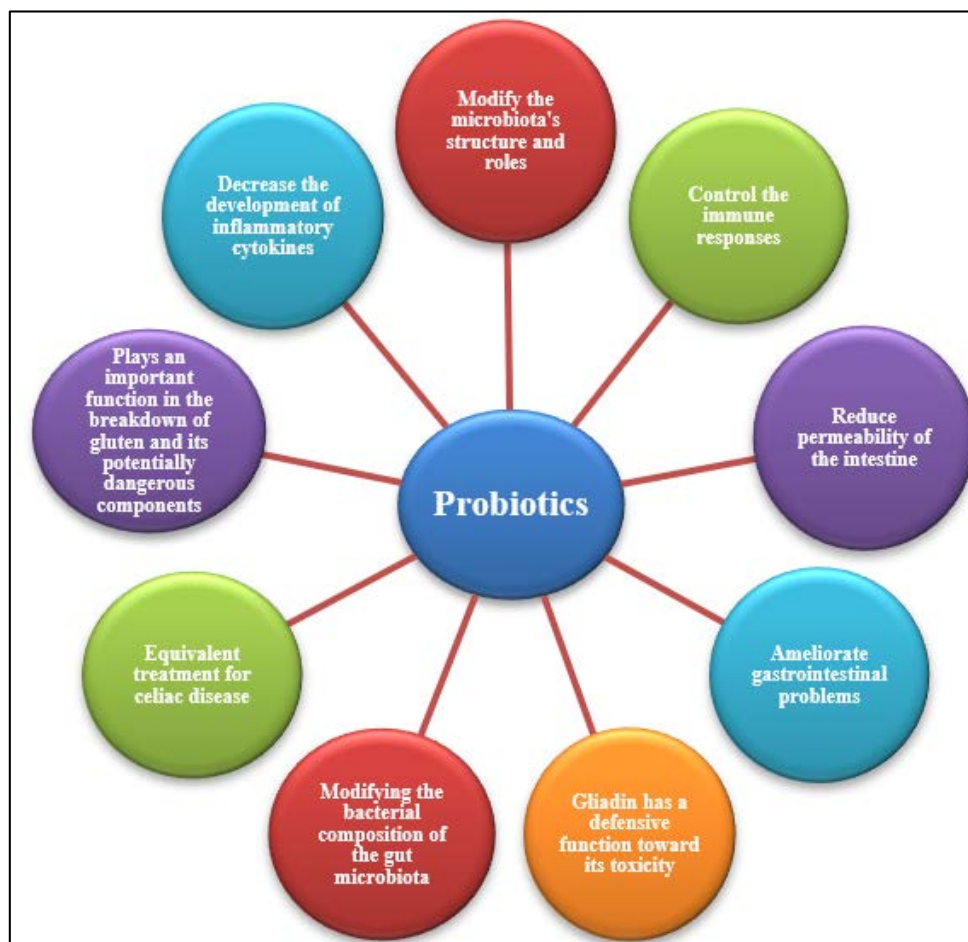 Modify the
microbiota's
structure and
roles
Control the
immune
responses
Reduce
permeability of
the intestine
Ameliorate
gastrointestinal
problems
Gliadin has a
defensive
function toward
its toxicity
Modifying the
bacterial
composition of
the gut
microbiota
Equivalent
treatment for
celiac disease
Plays an
important
function in the
breakdown of
gluten and its
potentially
dangerous
components
Decrease the
development of
inflammatory
cytokines
Probiotics